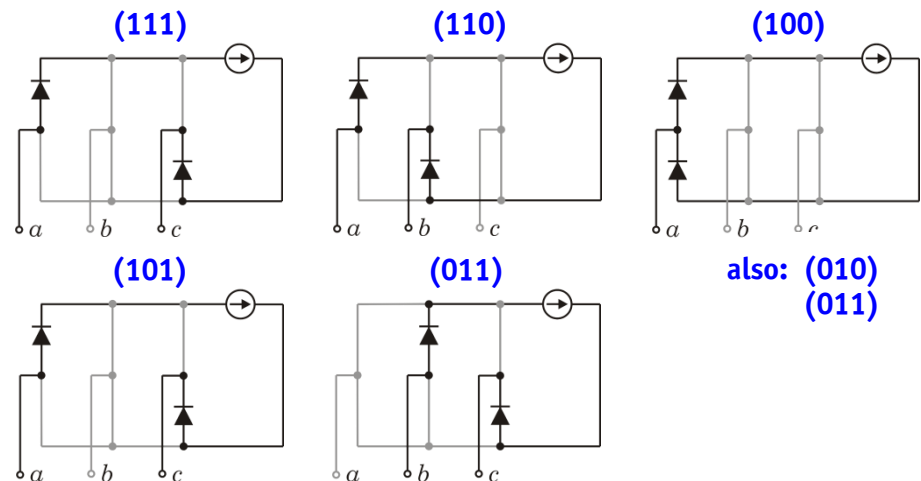 (111)
(110)
(100)
a b c
a b c
a b
(101)
(011)
also: (010)
(011)
a b c
a b c